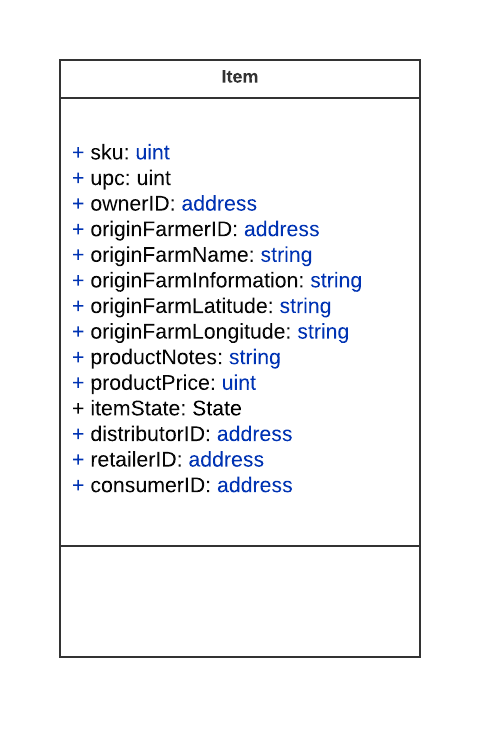 Item
+ sku: uint
+ upc: uint
+ ownerID: address
+ originFarmerID: address
+ originFarmName: string
+ originFarmInformation: string
+ originFarmLatitude: string
+ originFarmLongitude: string
+ productNotes: string
+ productPrice: uint
+ itemState: State
+ distributorID: address
+ retailerID: address
+ consumerID: address